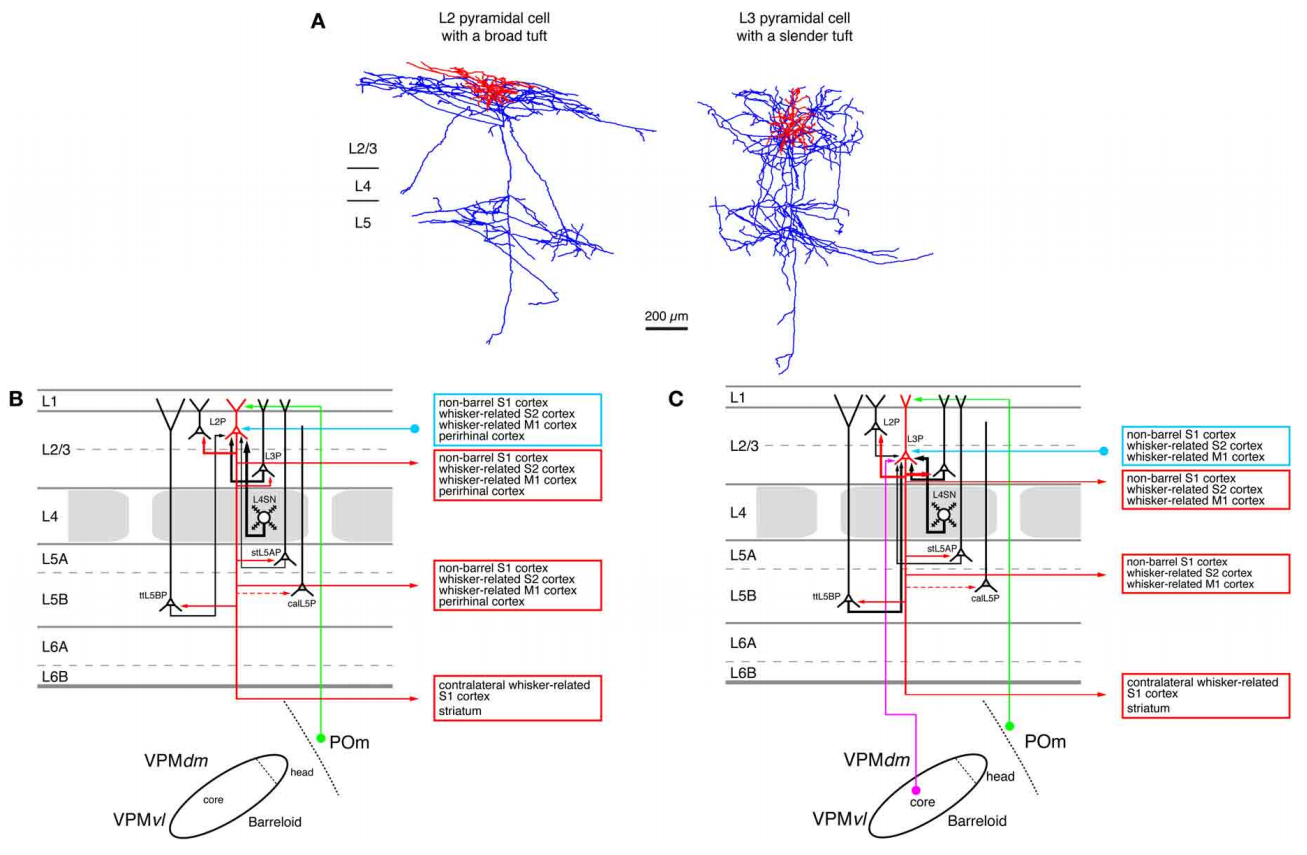 A
L2 pyramidal cell
with a broad tuft
L3 pyramidal cell
with a slender tuft
L2/3
L4
L5
200 µm
B
L1
L2/3
L4
L5A
L5B
L6A
L6B
L2P
L3P
L4SN
stL5AP
ttL5BP
calL5P
non-barrel S1 cortex
whisker-related S2 cortex
whisker-related M1 cortex
perirhinal cortex
non-barrel S1 cortex
whisker-related S2 cortex
whisker-related M1 cortex
perirhinal cortex
non-barrel S1 cortex
whisker-related S2 cortex
whisker-related M1 cortex
perirhinal cortex
contralateral whisker-related
S1 cortex
striatum
POm
VPMdm
head
core
VPMvl
Barreloid
C
L1
L2/3
L4
L5A
L5B
L6A
L6B
L2P
L3P
L4SN
stL5AP
ttL5BP
calL5P
non-barrel S1 cortex
whisker-related S2 cortex
whisker-related M1 cortex
non-barrel S1 cortex
whisker-related S2 cortex
whisker-related M1 cortex
non-barrel S1 cortex
whisker-related S2 cortex
whisker-related M1 cortex
contralateral whisker-related
S1 cortex
striatum
POm
VPMdm
head
core
VPMvl
Barreloid